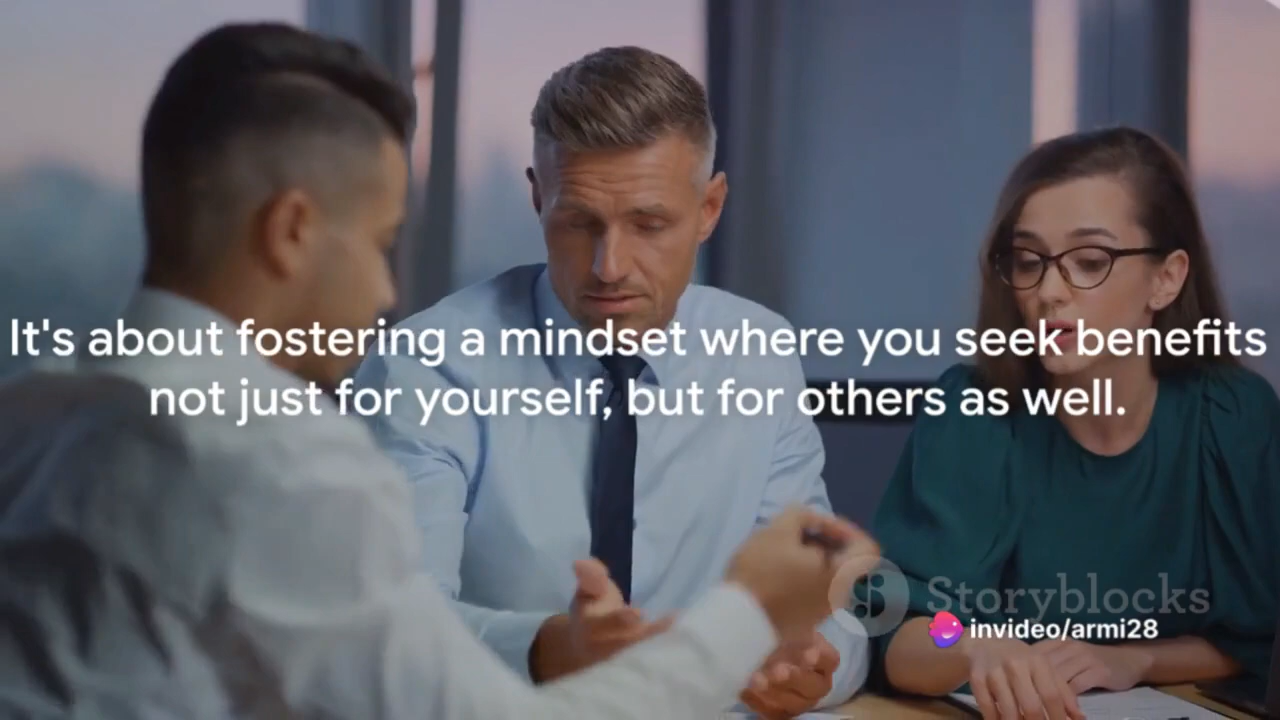 It's about fostering a mindset where you seek benefits
not just for yourself, but for others as well.
Storyblocks
invideo/armi28